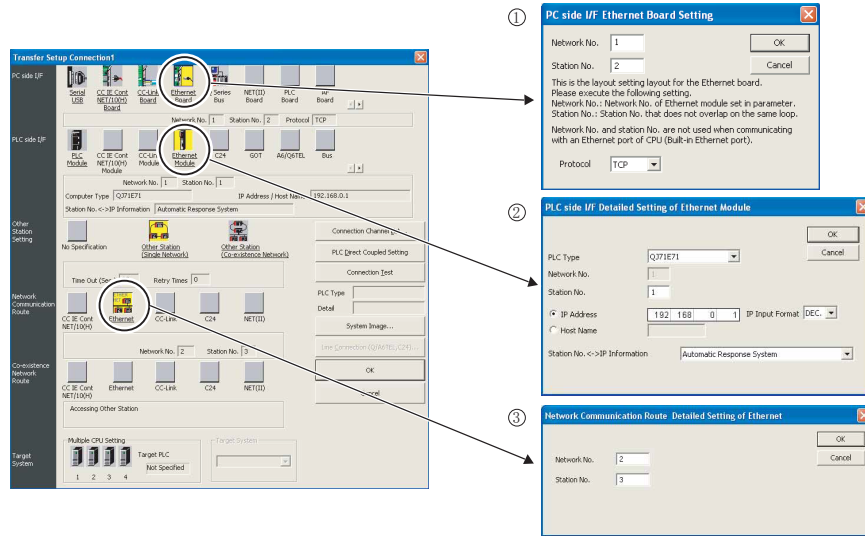 Transfer Setup Connection1
PC side I/F
Serial
USB
CC IE Cont
NET/10(H)
Board
CC-Link
Board
Ethernet
Board
Series
Bus
NET(II)
Board
PLC
Board
Board
Network No. 1 Station No. 2 Protocol TCP
PLC side I/F
PLC
Module
CC IE Cont
NET/10(H)
Module
CC-Link
Module
Ethernet
Module
C24
GOT
A6/Q6TEL
Bus
Network No. 1 Station No. 1
Computer Type QJ71E71 IP Address / Host Name 192.168.0.1
Station No.<->IP Information Automatic Response System
Other
Station
Setting
No Specification
Other Station
(Single Network)
Other Station
(Co-existence Network)
Time Out (Sec.) Retry Times 0
Connection Channel
PLC Direct Coupled Setting
Connection Test
PLC Type
Detail
System Image...
Line Connection (Q/A6TEL,C24)...
OK
Cancel
Network
Communication
Route
CC IE Cont
NET/10(H)
Ethernet
CC-Link
C24
NET(II)
Network No. 2 Station No. 3
Co-existence
Network
Route
CC IE Cont
NET/10(H)
Ethernet
CC-Link
C24
NET(II)
Accessing Other Station
Target
System
Multiple CPU Setting
1 2 3 4
Target PLC
Not Specified
Target System
①
PC side I/F Ethernet Board Setting
Network No. 1
OK
Station No. 2
Cancel
This is the layout setting layout for the Ethernet board.
Please execute the following setting.
Network No.: Network No. of Ethernet module set in parameter.
Station No.: Station No. that does not overlap on the same loop.
Network No. and station No. are not used when communicating
with an Ethernet port of CPU (Built-in Ethernet port).
Protocol TCP
②
PLC side I/F Detailed Setting of Ethernet Module
OK
PLC Type QJ71E71
Cancel
Network No. 1
Station No. 1
IP Address 192 168 0 1 IP Input Format DEC.
Host Name
Station No.<->IP Information Automatic Response System
③
Network Communication Route Detailed Setting of Ethernet
OK
Network No. 2
Cancel
Station No. 3